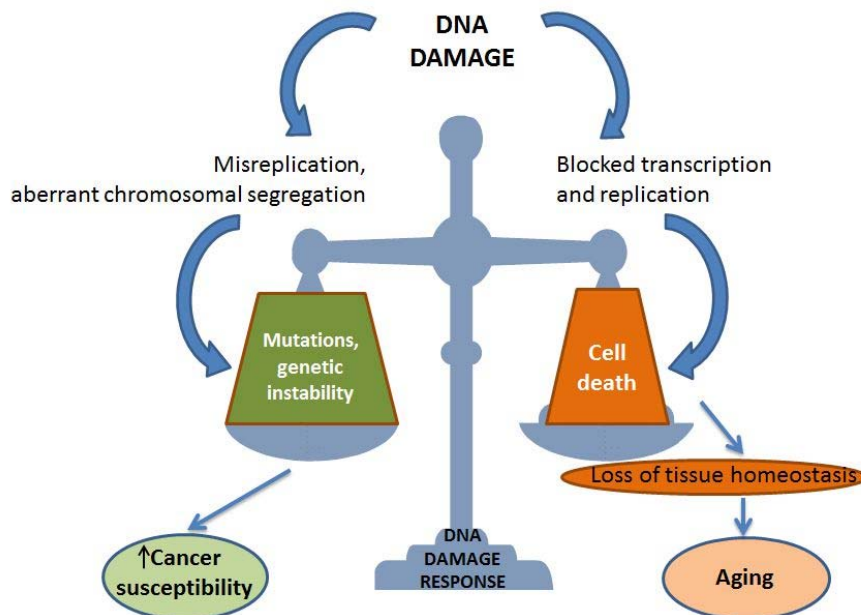 DNA
DAMAGE
Misreplication,
aberrant chromosomal segregation
Blocked transcription
and replication
Mutations,
genetic
instability
Cell
death
Loss of tissue homeostasis
↑Cancer
susceptibility
DNA
DAMAGE
RESPONSE
Aging